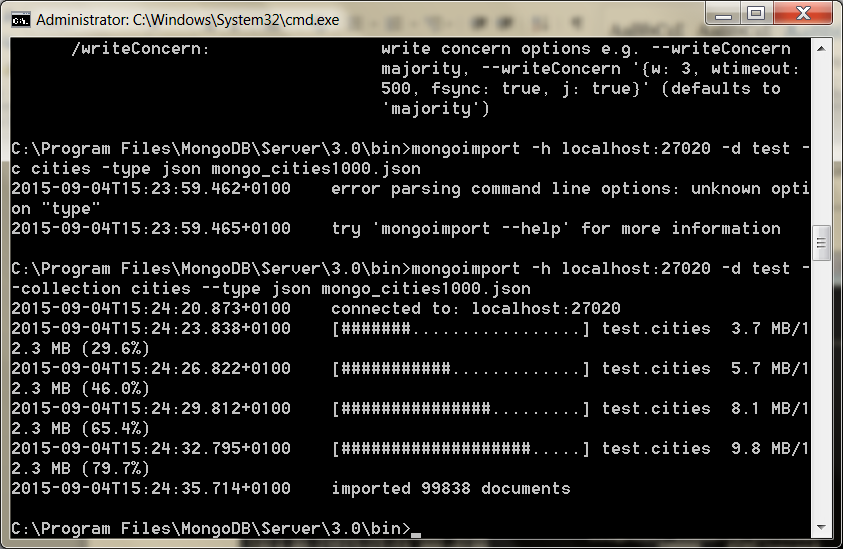 Administrator: C:\Windows\System32\cmd.exe
/writeConcern: write concern options e.g. --writeConcern
majority, --writeConcern '{w: 3, wtimeout:
500, fsync: true, j: true}' (defaults to
'majority')
C:\Program Files\MongoDB\Server\3.0\bin>mongoimport -h localhost:27020 -d test -
c cities -type json mongo_cities1000.json
2015-09-04T15:23:59.462+0100 error parsing command line options: unknown opti
on "type"
2015-09-04T15:23:59.465+0100 try 'mongoimport --help' for more information
C:\Program Files\MongoDB\Server\3.0\bin>mongoimport -h localhost:27020 -d test -
-collection cities --type json mongo_cities1000.json
2015-09-04T15:24:20.873+0100 connected to: localhost:27020
2015-09-04T15:24:23.838+0100 [#######.................] test.cities 3.7 MB/1
2.3 MB (29.6%)
2015-09-04T15:24:26.822+0100 [###########.............] test.cities 5.7 MB/1
2.3 MB (46.0%)
2015-09-04T15:24:29.812+0100 [###############.........] test.cities 8.1 MB/1
2.3 MB (65.4%)
2015-09-04T15:24:32.795+0100 [###################.....] test.cities 9.8 MB/1
2.3 MB (79.7%)
2015-09-04T15:24:35.714+0100 imported 99838 documents
C:\Program Files\MongoDB\Server\3.0\bin>_